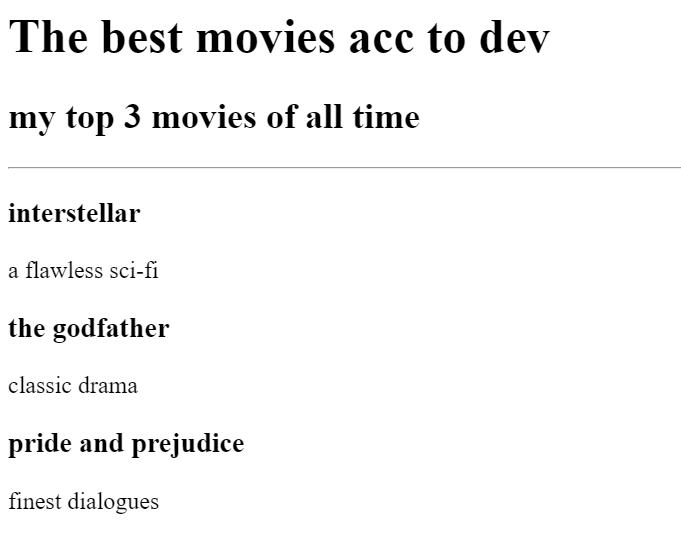 The best movies acc to dev
my top 3 movies of all time
interstellar
a flawless sci-fi
the godfather
classic drama
pride and prejudice
finest dialogues